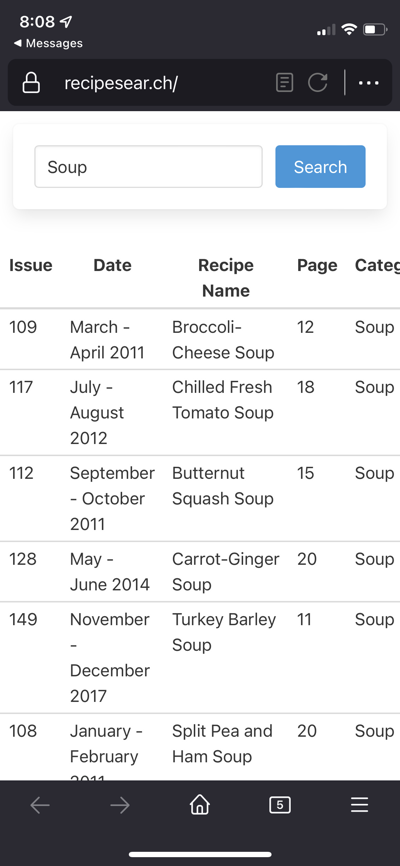 8:08
Messages
recipesear.ch/
Soup
Search
Issue Date Recipe Name Page Categ
109 March - April 2011 Broccoli-Cheese Soup 12 Soup
117 July - August 2012 Chilled Fresh Tomato Soup 18 Soup
112 September - October 2011 Butternut Squash Soup 15 Soup
128 May - June 2014 Carrot-Ginger Soup 20 Soup
149 November - December 2017 Turkey Barley Soup 11 Soup
108 January - February 2011 Split Pea and Ham Soup 20 Soup
5